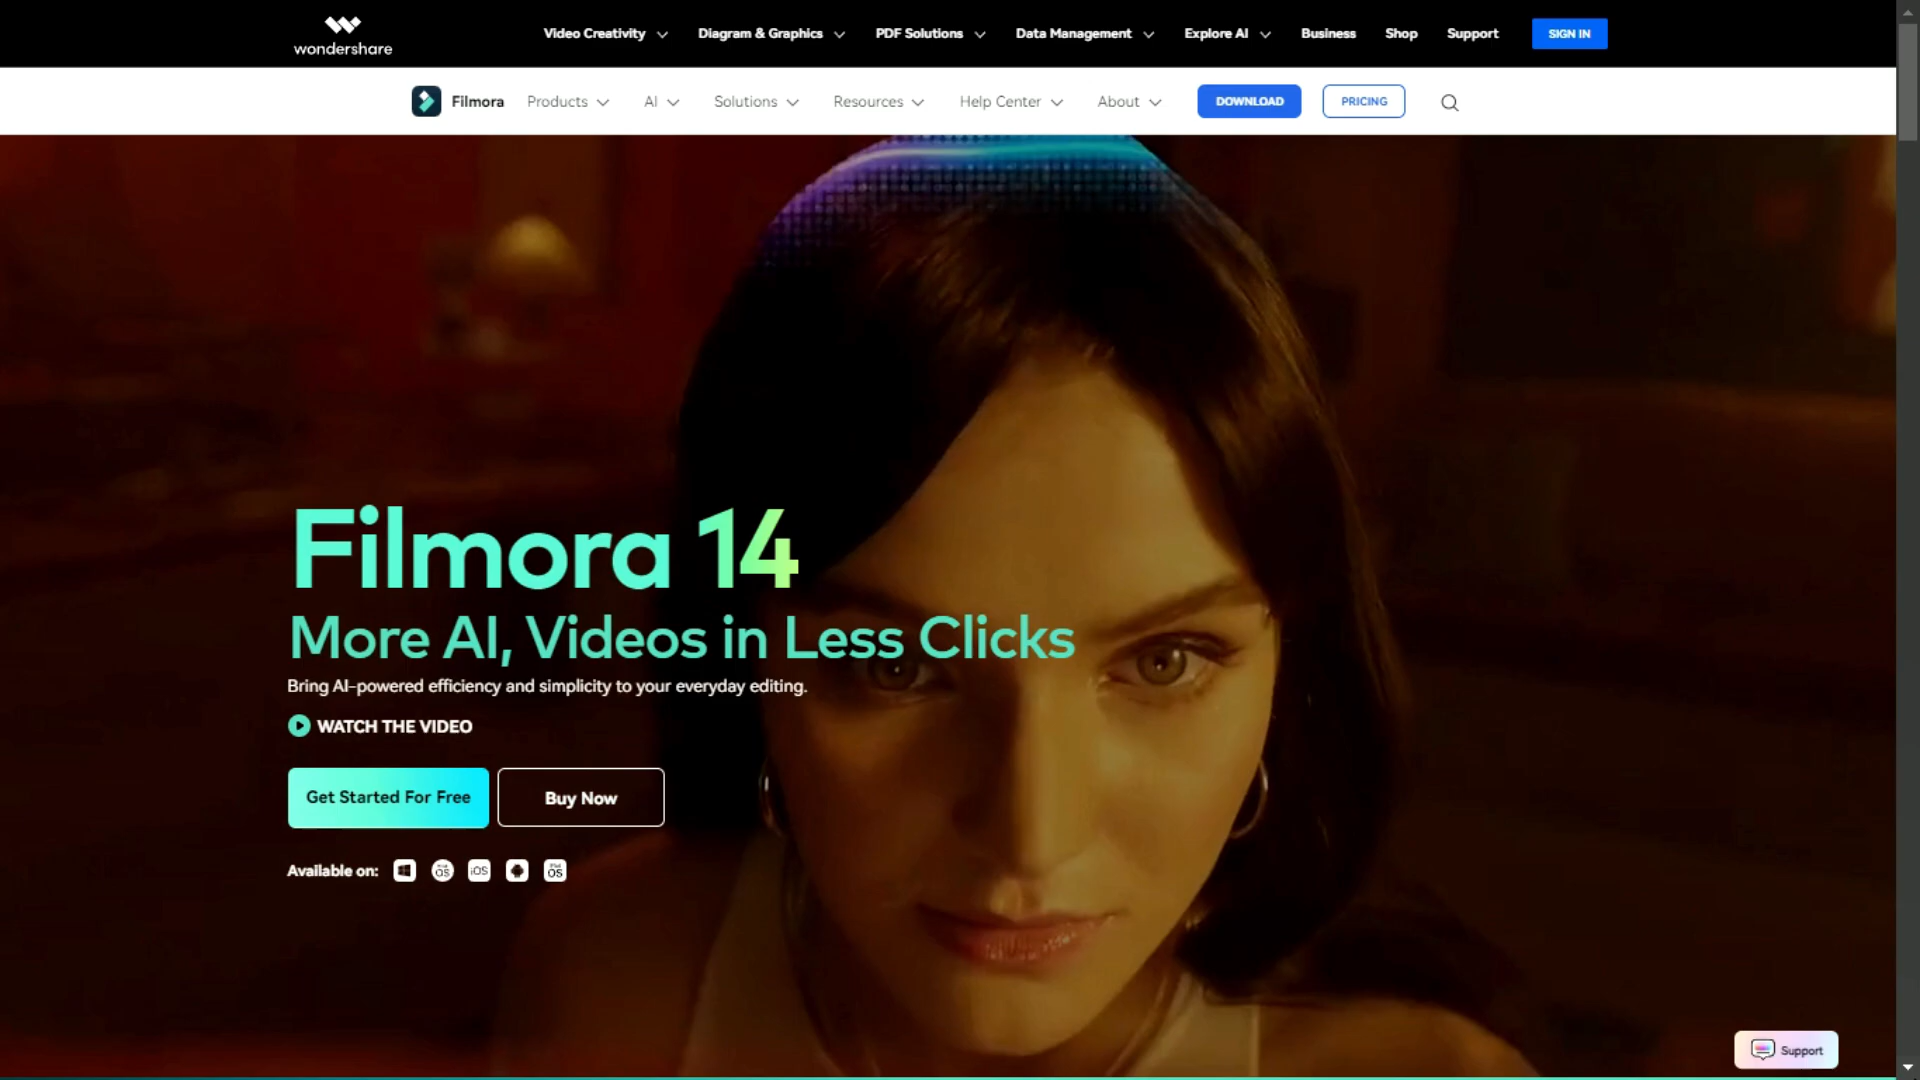 wondershare
Video Creativity Diagram & Graphics PDF Solutions Data Management Explore AI Business Shop Support SIGN IN
Filmora Products AI Solutions Resources Help Center About DOWNLOAD PRICING
Filmora 14
More AI, Videos in Less Clicks
Bring AI-powered efficiency and simplicity to your everyday editing.
WATCH THE VIDEO
Get Started For Free Buy Now
Available on: iOS
Support